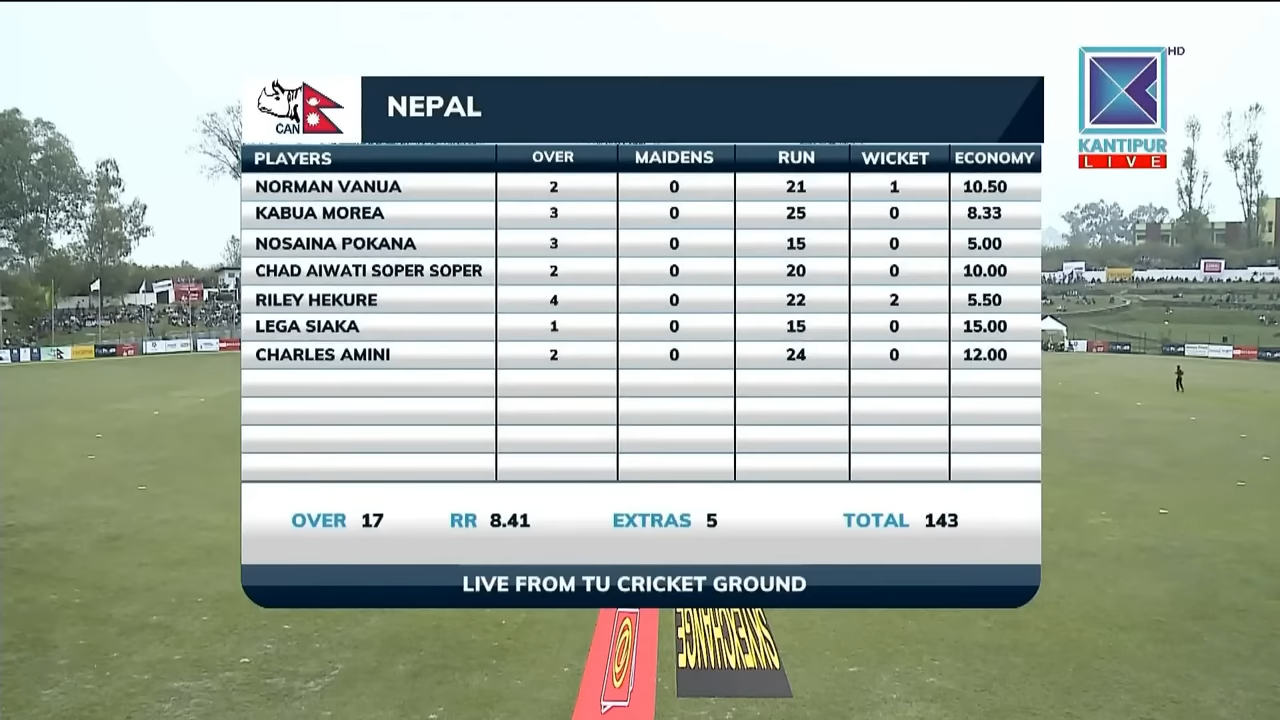 HD
KANTIPUR
LIVE
CAN
NEPAL
PLAYERS OVER MAIDENS RUN WICKET ECONOMY
NORMAN VANUA 2 0 21 1 10.50
KABUA MOREA 3 0 25 0 8.33
NOSAINA POKANA 3 0 15 0 5.00
CHAD AIWATI SOPER SOPER 2 0 20 0 10.00
RILEY HEKURE 4 0 22 2 5.50
LEGA SIAKA 1 0 15 0 15.00
CHARLES AMINI 2 0 24 0 12.00
OVER 17 RR 8.41 EXTRAS 5 TOTAL 143
LIVE FROM TU CRICKET GROUND
SKYEXCHANGE